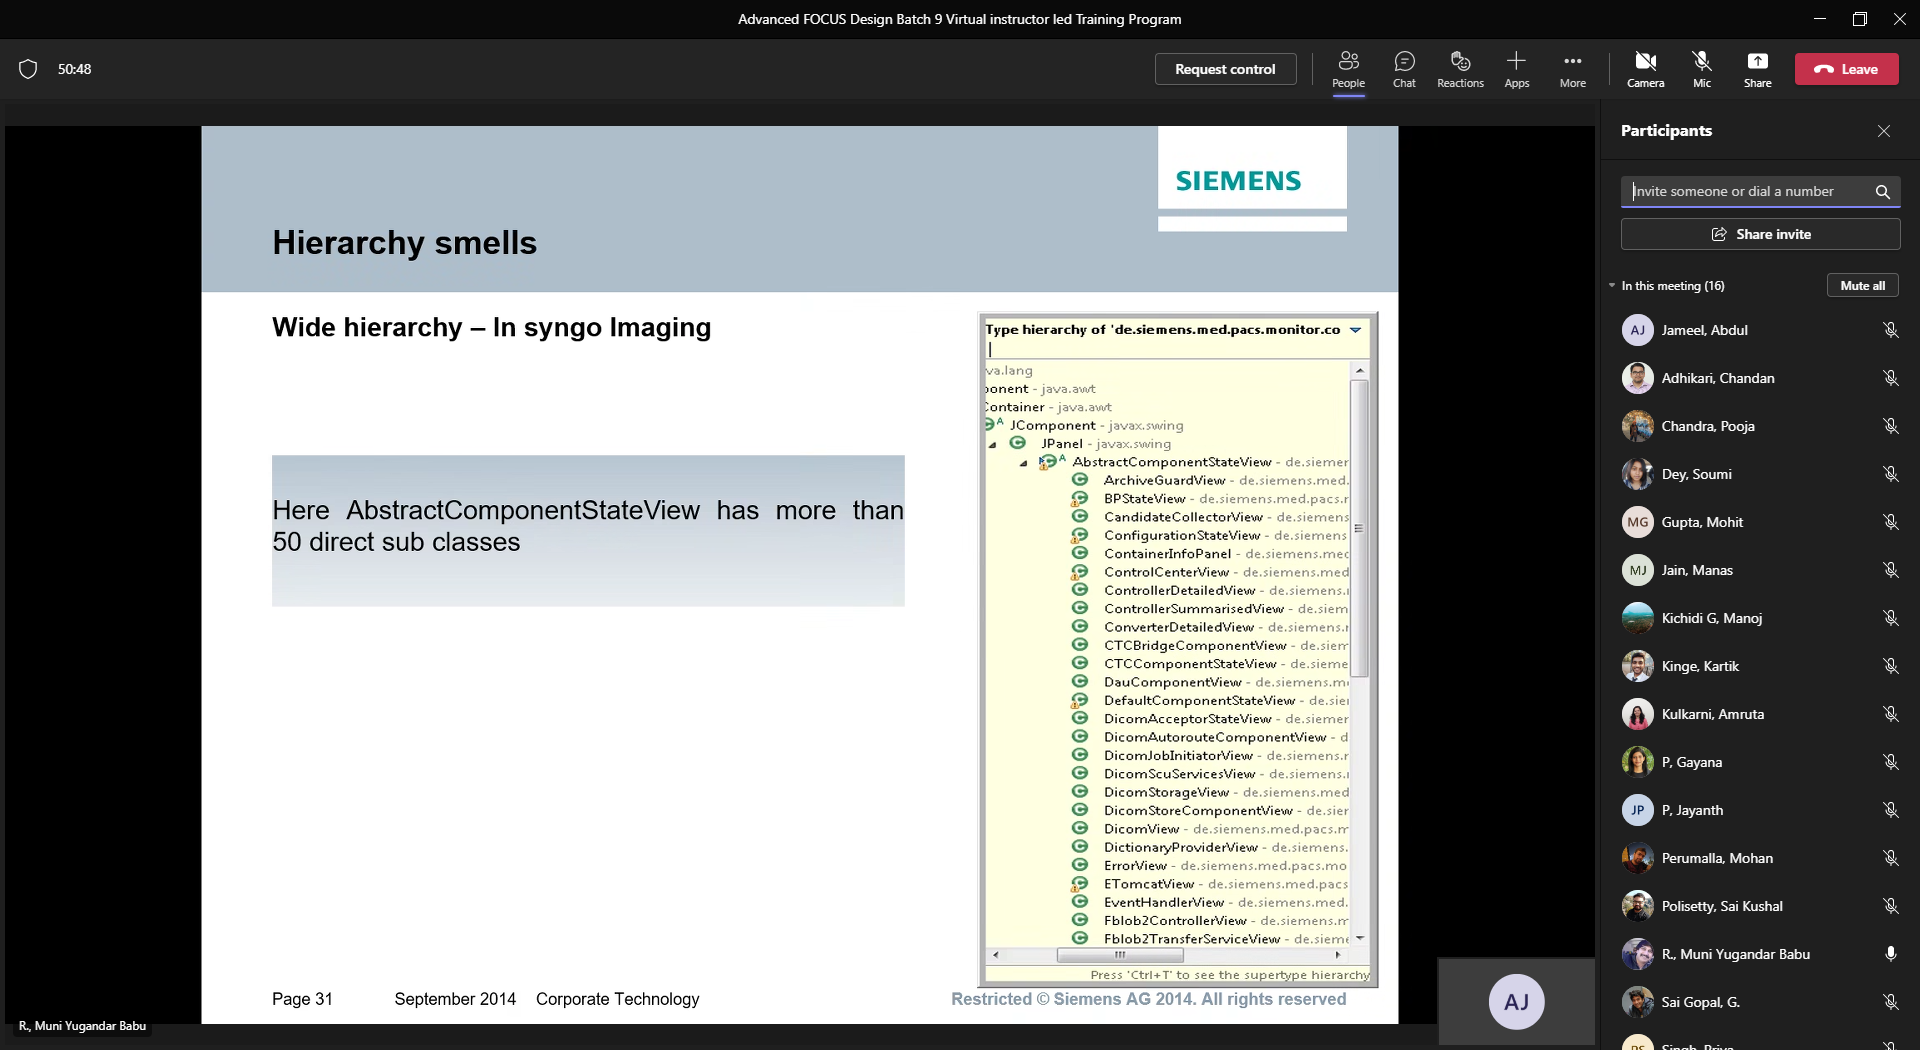 Advanced FOCUS Design Batch 9 Virtual instructor led Training Program
50:48
Request control
People
Chat
Reactions
Apps
More
Camera
Mic
Share
Leave
SIEMENS
Hierarchy smells
Wide hierarchy – In syngo Imaging
Here AbstractComponentStateView has more than
50 direct sub classes
Type hierarchy of 'de.siemens.med.pacs.monitor.co
va.lang
ponent - java.awt
Container - java.awt
JComponent - javax.swing
JPanel - javax.swing
AbstractComponentStateView - de.siemer
ArchiveGuardView - de.siemens.med.
BPStateView - de.siemens.med.pacs.r
CandidateCollectorView - de.siemens
ConfigurationStateView - de.siemens
ContainerInfoPanel - de.siemens.med
ControlCenterView - de.siemens.med
ControllerDetailedView - de.siemens.
ControllerSummarisedView - de.siem
ConverterDetailedView - de.siemens.r
CTCBridgeComponentView - de.siem
CTCComponentStateView - de.sieme
DauComponentView - de.siemens.m
DefaultComponentStateView - de.sie
DicomAcceptorStateView - de.siemer
DicomAutorouteComponentView - d
DicomJobInitiatorView - de.siemens.r
DicomScuServicesView - de.siemens.
DicomStorageView - de.siemens.med
DicomStoreComponentView - de.sier
DicomView - de.siemens.med.pacs.m
DictionaryProviderView - de.siemens.
ErrorView - de.siemens.med.pacs.mo
ETomcatView - de.siemens.med.pacs
EventHandlerView - de.siemens.med.
Fblob2ControllerView - de.siemens.m
Fblob2TransferServiceView - de.sieme
Press 'Ctrl+T' to see the supertype hierarchy
Page 31
September 2014
Corporate Technology
Restricted © Siemens AG 2014. All rights reserved
R., Muni Yugandar Babu
AJ
Participants
Invite someone or dial a number
Share invite
In this meeting (16)
Mute all
AJ Jameel, Abdul
Adhikari, Chandan
Chandra, Pooja
Dey, Soumi
MG Gupta, Mohit
MJ Jain, Manas
Kichidi G, Manoj
Kinge, Kartik
Kulkarni, Amruta
P, Gayana
JP P, Jayanth
Perumalla, Mohan
Polisetty, Sai Kushal
R., Muni Yugandar Babu
Sai Gopal, G.